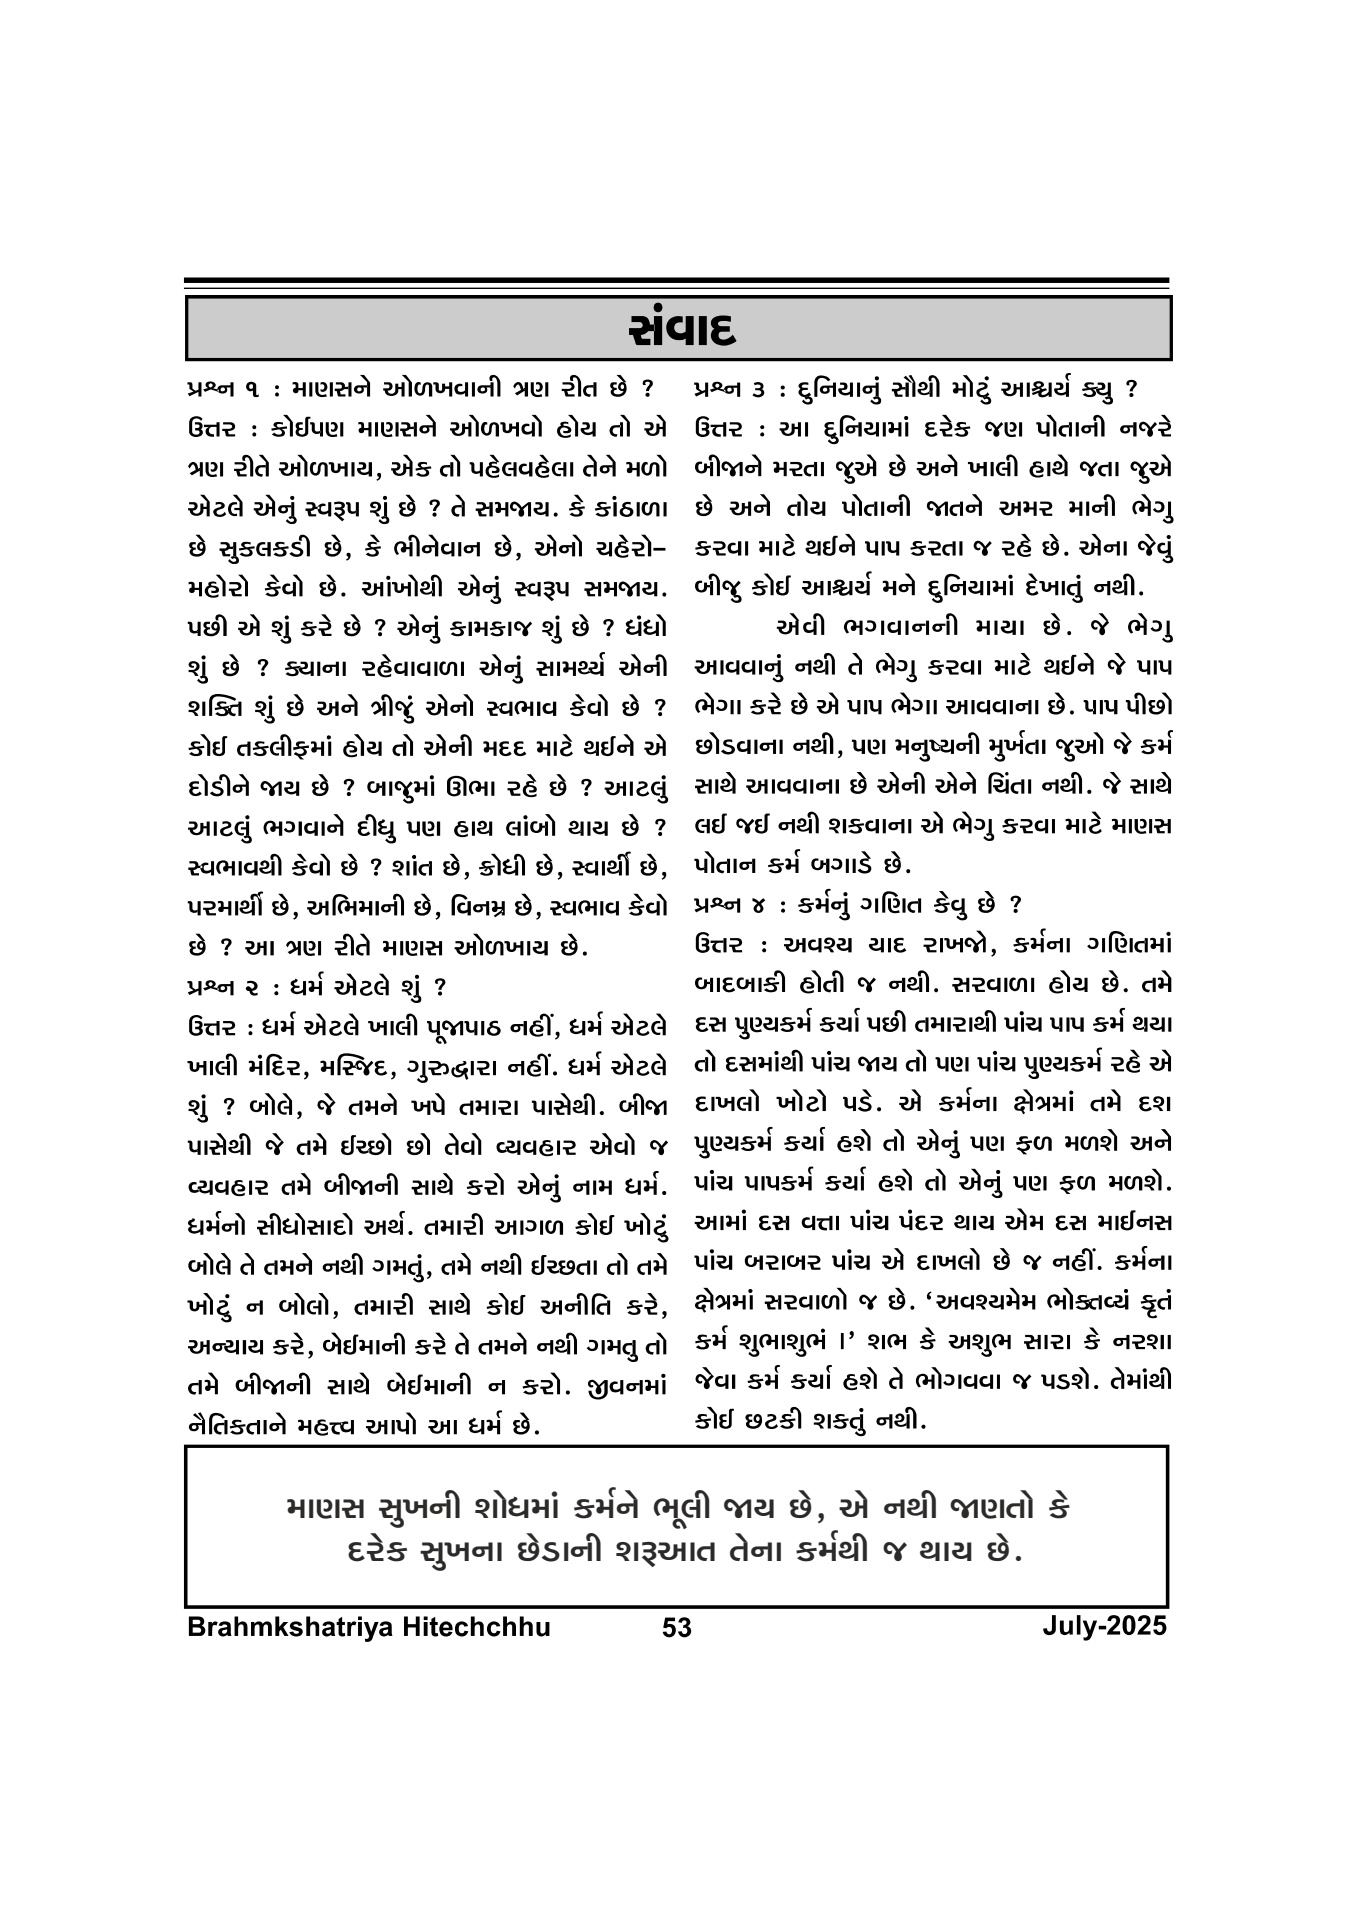 સંવાદ
પ્રશ્ન ૧ : માણસને ઓળખવાની ત્રણ રીત છે ?
ઉત્તર : કોઈપણ માણસને ઓળખવો હોય તો એ
ત્રણ રીતે ઓળખાય, એક તો પહેલવહેલા તેને મળો
એટલે એનું સ્વરૂપ શું છે ? તે સમજાય. કે કાંઠાળા
છે સુકલકડી છે, કે ભીનેવાન છે, એનો ચહેરો–
મહોરો કેવો છે. આંખોથી એનું સ્વરૂપ સમજાય.
પછી એ શું કરે છે ? એનું કામકાજ શું છે ? ધંધો
શું છે ? ક્યાના રહેવાવાળા એનું સામર્થ્ય એની
શક્તિ શું છે અને ત્રીજું એનો સ્વભાવ કેવો છે ?
કોઈ તકલીફમાં હોય તો એની મદદ માટે થઈને એ
દોડીને જાય છે ? બાજુમાં ઊભા રહે છે ? આટલું
આટલું ભગવાને દીધુ પણ હાથ લાંબો થાય છે ?
સ્વભાવથી કેવો છે ? શાંત છે, ક્રોધી છે, સ્વાર્થી છે,
પરમાર્થી છે, અભિમાની છે, વિનમ્ર છે, સ્વભાવ કેવો
છે ? આ ત્રણ રીતે માણસ ઓળખાય છે.
પ્રશ્ન ૨ : ધર્મ એટલે શું ?
ઉત્તર : ધર્મ એટલે ખાલી પૂજાપાઠ નહીં, ધર્મ એટલે
ખાલી મંદિર, મસ્જિદ, ગુરુદ્વારા નહીં. ધર્મ એટલે
શું ? બોલે, જે તમને ખપે તમારા પાસેથી. બીજા
પાસેથી જે તમે ઈચ્છો છો તેવો વ્યવહાર એવો જ
વ્યવહાર તમે બીજાની સાથે કરો એનું નામ ધર્મ.
ધર્મનો સીધોસાદો અર્થ. તમારી આગળ કોઈ ખોટું
બોલે તે તમને નથી ગમતું, તમે નથી ઈચ્છતા તો તમે
ખોટું ન બોલો, તમારી સાથે કોઈ અનીતિ કરે,
અન્યાય કરે, બેઈમાની કરે તે તમને નથી ગમતુ તો
તમે બીજાની સાથે બેઈમાની ન કરો. જીવનમાં
નૈતિકતાને મહત્ત્વ આપો આ ધર્મ છે.
પ્રશ્ન ૩ : દુનિયાનું સૌથી મોટું આશ્ચર્ય ક્યુ ?
ઉત્તર : આ દુનિયામાં દરેક જણ પોતાની નજરે
બીજાને મરતા જુએ છે અને ખાલી હાથે જતા જુએ
છે અને તોય પોતાની જાતને અમર માની ભેગુ
કરવા માટે થઈને પાપ કરતા જ રહે છે. એના જેવું
બીજુ કોઈ આશ્ચર્ય મને દુનિયામાં દેખાતું નથી.
એવી ભગવાનની માયા છે. જે ભેગુ
આવવાનું નથી તે ભેગુ કરવા માટે થઈને જે પાપ
ભેગા કરે છે એ પાપ ભેગા આવવાના છે. પાપ પીછો
છોડવાના નથી, પણ મનુષ્યની મુર્ખતા જુઓ જે કર્મ
સાથે આવવાના છે એની એને ચિંતા નથી. જે સાથે
લઈ જઈ નથી શકવાના એ ભેગુ કરવા માટે માણસ
પોતાન કર્મ બગાડે છે.
પ્રશ્ન ૪ : કર્મનું ગણિત કેવુ છે ?
ઉત્તર : અવશ્ય યાદ રાખજો, કર્મના ગણિતમાં
બાદબાકી હોતી જ નથી. સરવાળા હોય છે. તમે
દસ પુણ્યકર્મ કર્યા પછી તમારાથી પાંચ પાપ કર્મ થયા
તો દસમાંથી પાંચ જાય તો પણ પાંચ પુણ્યકર્મ રહે એ
દાખલો ખોટો પડે. એ કર્મના ક્ષેત્રમાં તમે દશ
પુણ્યકર્મ કર્યા હશે તો એનું પણ ફળ મળશે અને
પાંચ પાપકર્મ કર્યા હશે તો એનું પણ ફળ મળશે.
આમાં દસ વત્તા પાંચ પંદર થાય એમ દસ માઈનસ
પાંચ બરાબર પાંચ એ દાખલો છે જ નહીં. કર્મના
ક્ષેત્રમાં સરવાળો જ છે. ‘અવશ્યમેમ ભોક્તવ્યં કૃતં
કર્મ શુભાશુભં ।’ શભ કે અશુભ સારા કે નરશા
જેવા કર્મ કર્યા હશે તે ભોગવવા જ પડશે. તેમાંથી
કોઈ છટકી શકતું નથી.
માણસ સુખની શોધમાં કર્મને ભૂલી જાય છે, એ નથી જાણતો કે
દરેક સુખના છેડાની શરૂઆત તેના કર્મથી જ થાય છે.
Brahmkshatriya Hitechchhu 53 July-2025